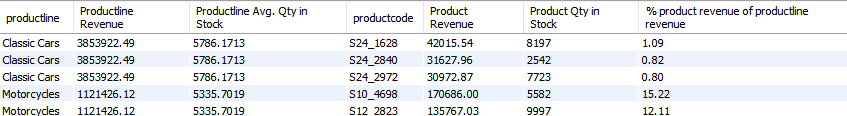 productline Productline Revenue Productline Avg. Qty in Stock productcode Product Revenue Product Qty in Stock % product revenue of productline revenue
Classic Cars 3853922.49 5786.1713 S24_1628 42015.54 8197 1.09
Classic Cars 3853922.49 5786.1713 S24_2840 31627.96 2542 0.82
Classic Cars 3853922.49 5786.1713 S24_2972 30972.87 7723 0.80
Motorcycles 1121426.12 5335.7019 S10_4698 170686.00 5582 15.22
Motorcycles 1121426.12 5335.7019 S12_2823 135767.03 9997 12.11